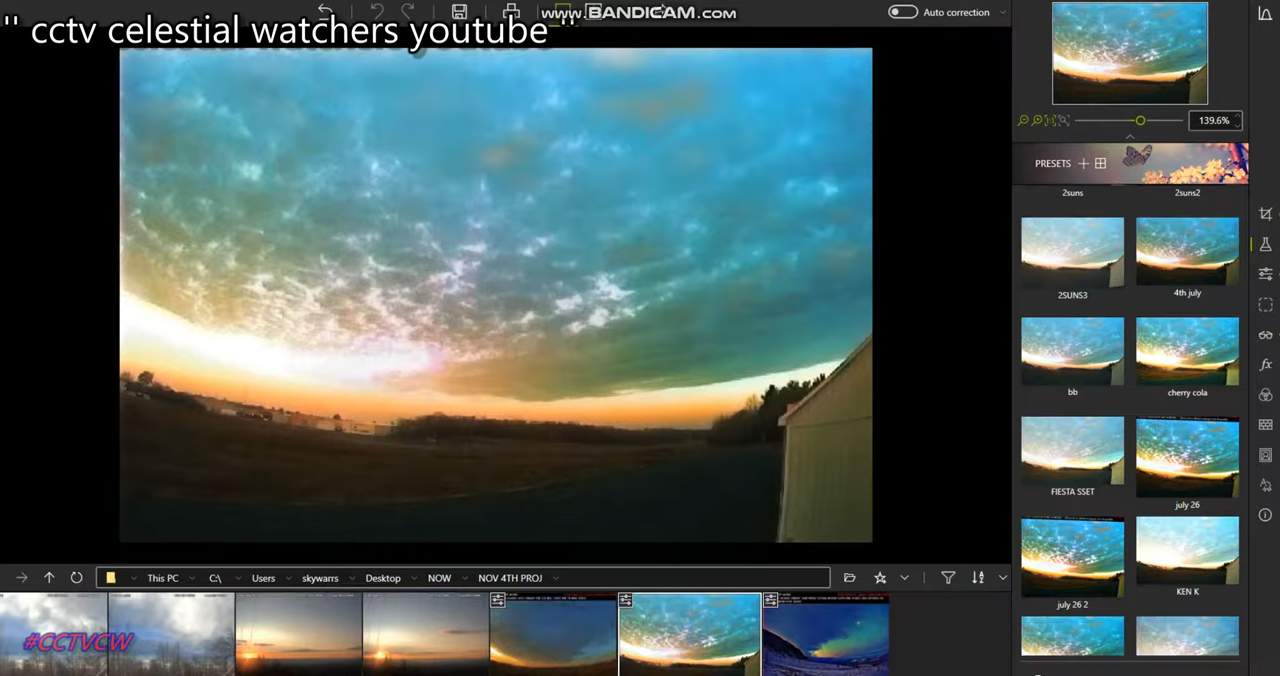 www.BANDICAM.com
Auto correction
" cctv celestial watchers youtube"
139.6%
PRESETS
2suns
2suns2
2SUNS3
4th july
bb
cherry cola
FIESTA SSET
july 26
july 26 2
KEN K
This PC
C:\
Users
skywarrs
Desktop
NOW
NOV 4TH PROJ
#CCTVCW